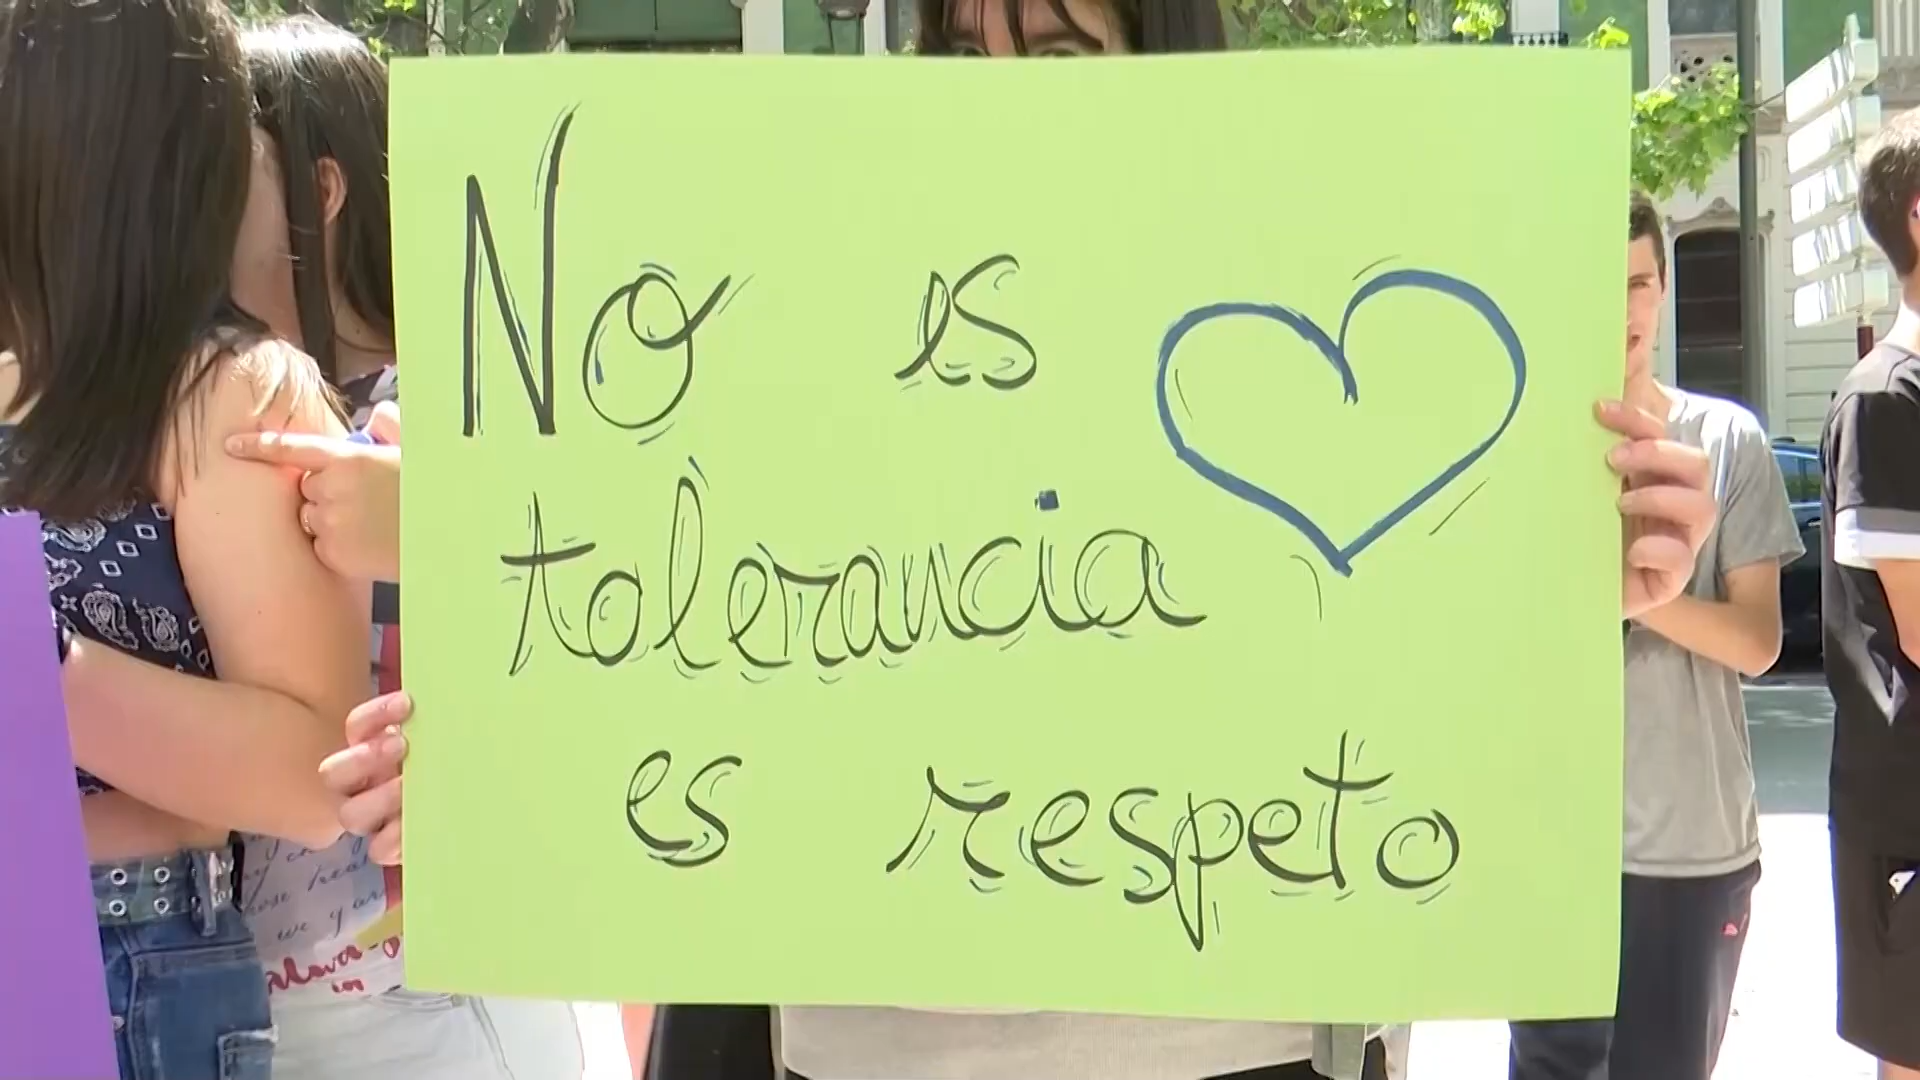 No es
tolerancia
es respeto